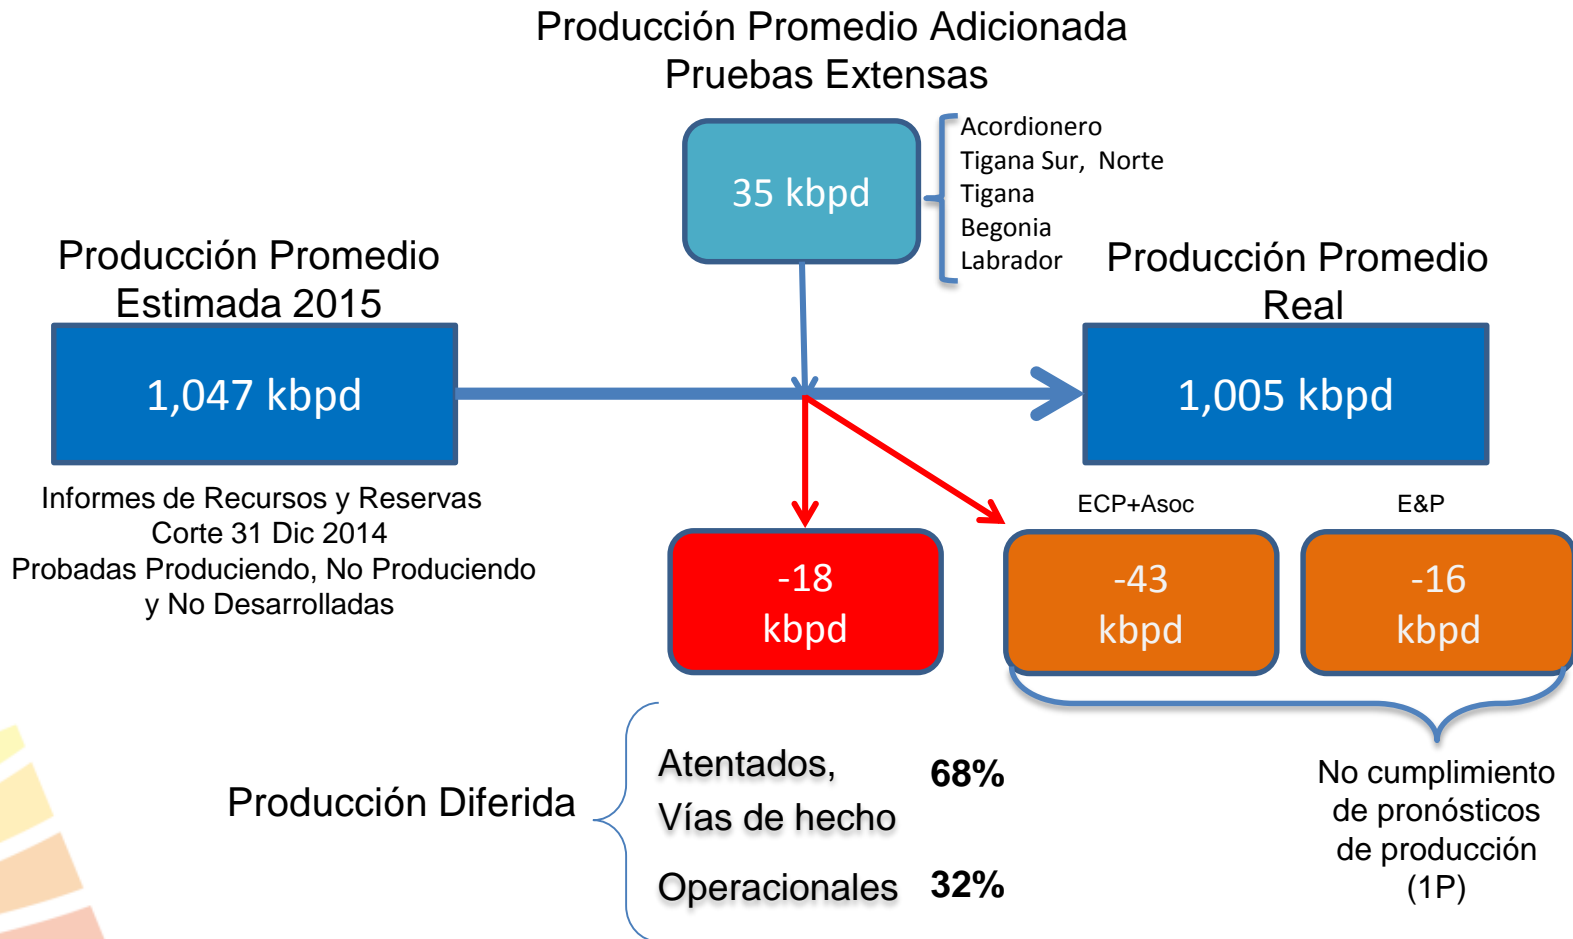 Producción Promedio Adicionada
Pruebas Extensas
35 kbpd
Acordionero
Tigana Sur, Norte
Tigana
Begonia
Labrador
Producción Promedio
Estimada 2015
1,047 kbpd
Informes de Recursos y Reservas
Corte 31 Dic 2014
Probadas Produciendo, No Produciendo
y No Desarrolladas
Producción Promedio
Real
1,005 kbpd
-18
kbpd
ECP+Asoc
-43
kbpd
E&P
-16
kbpd
Producción Diferida
Atentados,
Vías de hecho
68%
Operacionales 32%
No cumplimiento
de pronósticos
de producción
(1P)